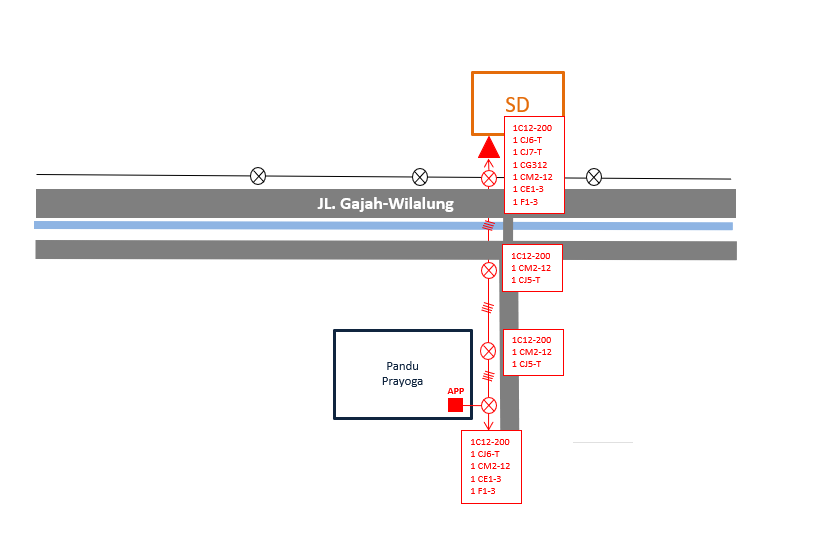 SD
1C12-200
1 CJ6-T
1 CJ7-T
1 CG312
1 CM2-12
1 CE1-3
1 F1-3
JL. Gajah-Wilalung
1C12-200
1 CM2-12
1 CJ5-T
1C12-200
1 CM2-12
1 CJ5-T
Pandu
Prayoga
APP
1C12-200
1 CJ6-T
1 CM2-12
1 CE1-3
1 F1-3